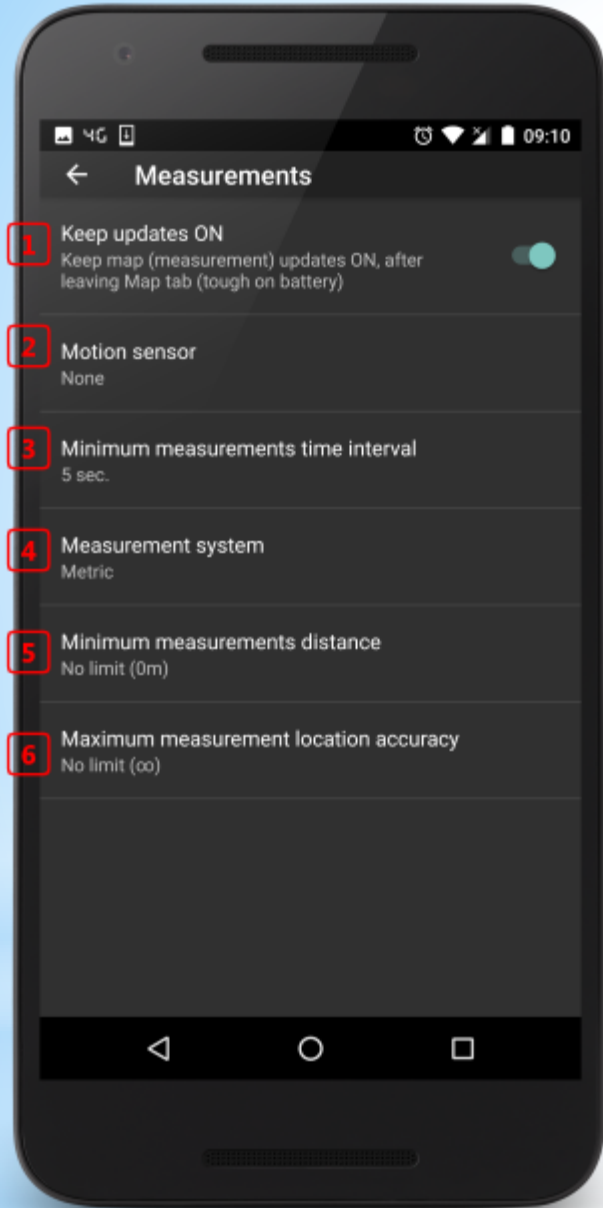 4G 09:10
Measurements
1
Keep updates ON
Keep map (measurement) updates ON, after
leaving Map tab (tough on battery)
2
Motion sensor
None
3
Minimum measurements time interval
5 sec.
4
Measurement system
Metric
5
Minimum measurements distance
No limit (0m)
6
Maximum measurement location accuracy
No limit (∞)